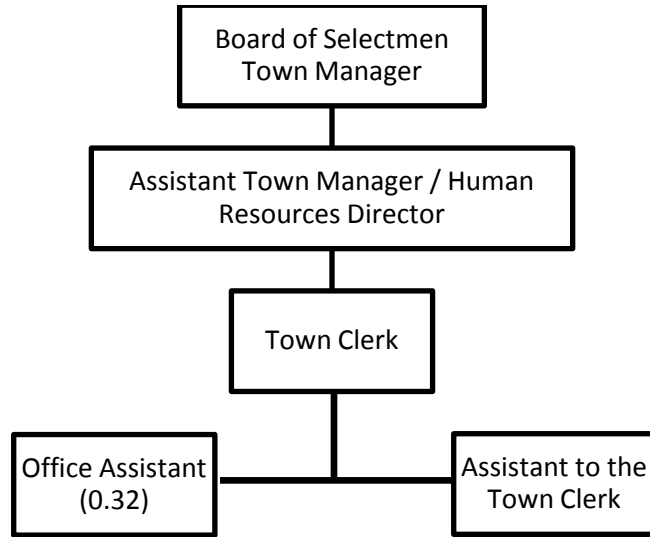 Board of Selectmen
Town Manager
Assistant Town Manager / Human
Resources Director
Town Clerk
Office Assistant
(0.32)
Assistant to the
Town Clerk